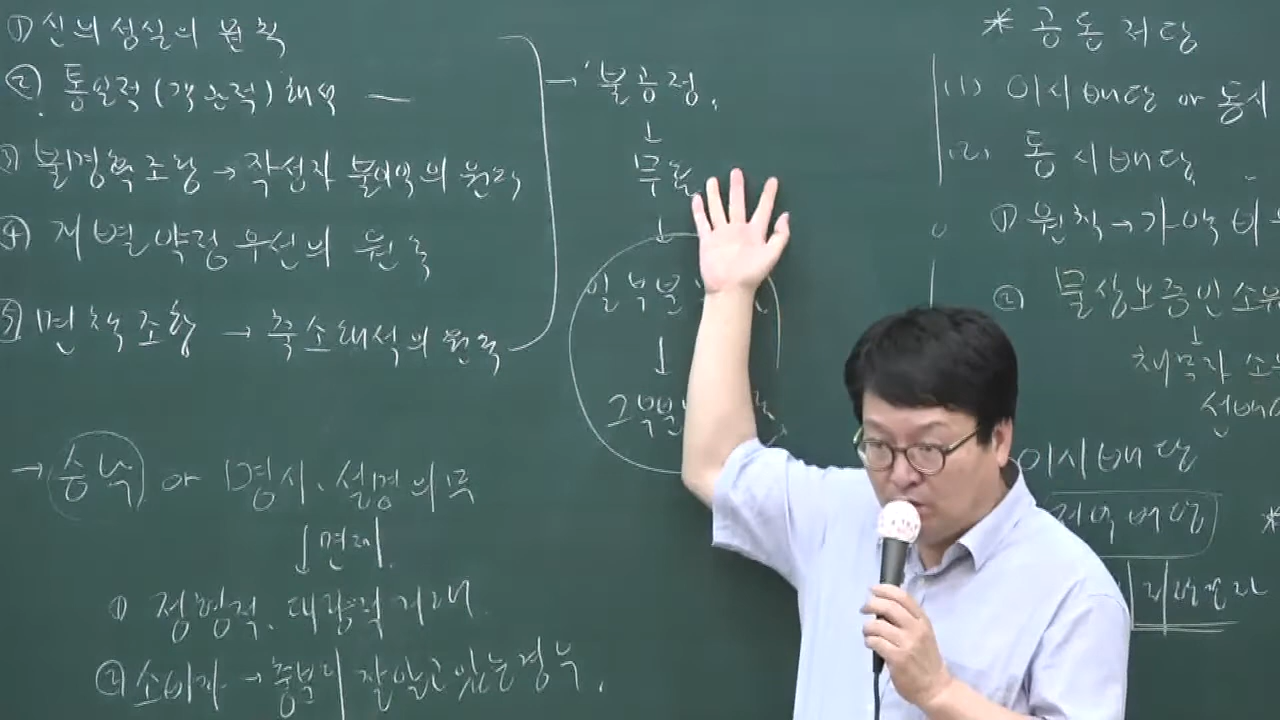 ① 신의성실의 원칙
② 통일적(객관적)해석 —
③ 불명확조항 → 작성자 불이익의 원칙
④ 개별약정우선의 원칙
⑤ 면책조항 → 축소해석의 원칙
→ 불공정.
↓
무효
↓
일부분
↓
그부분
→ 승낙 or 명시、설명의무
↓ 면제.
① 정형적、대량적거래
② 소비자 → 충분히 잘알고있는경우.
* 공동저당
(1) 이시배당 or 동시
(2) 동시배당
① 원칙 → 가액비
② 물상보증인소유
↓
채무자 소
선배
이시배당
*